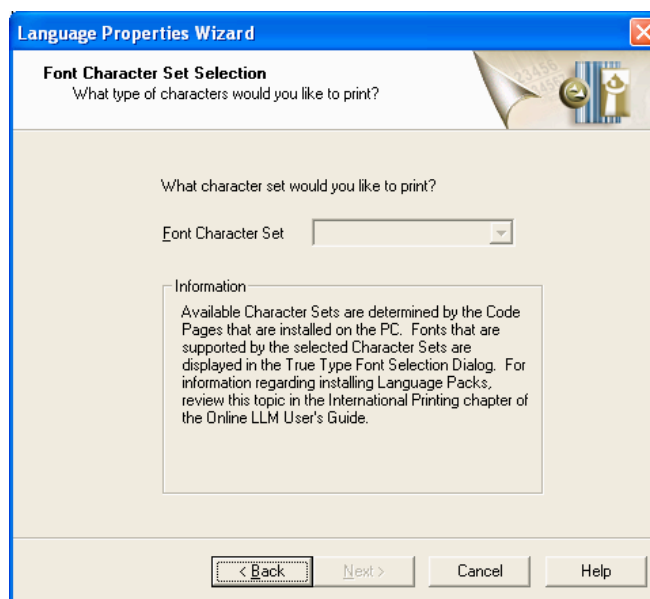 Language Properties Wizard
Font Character Set Selection
What type of characters would you like to print?
What character set would you like to print?
Font Character Set
Information
Available Character Sets are determined by the Code
Pages that are installed on the PC. Fonts that are
supported by the selected Character Sets are
displayed in the True Type Font Selection Dialog. For
information regarding installing Language Packs,
review this topic in the International Printing chapter of
the Online LLM User's Guide.
< Back Next > Cancel Help